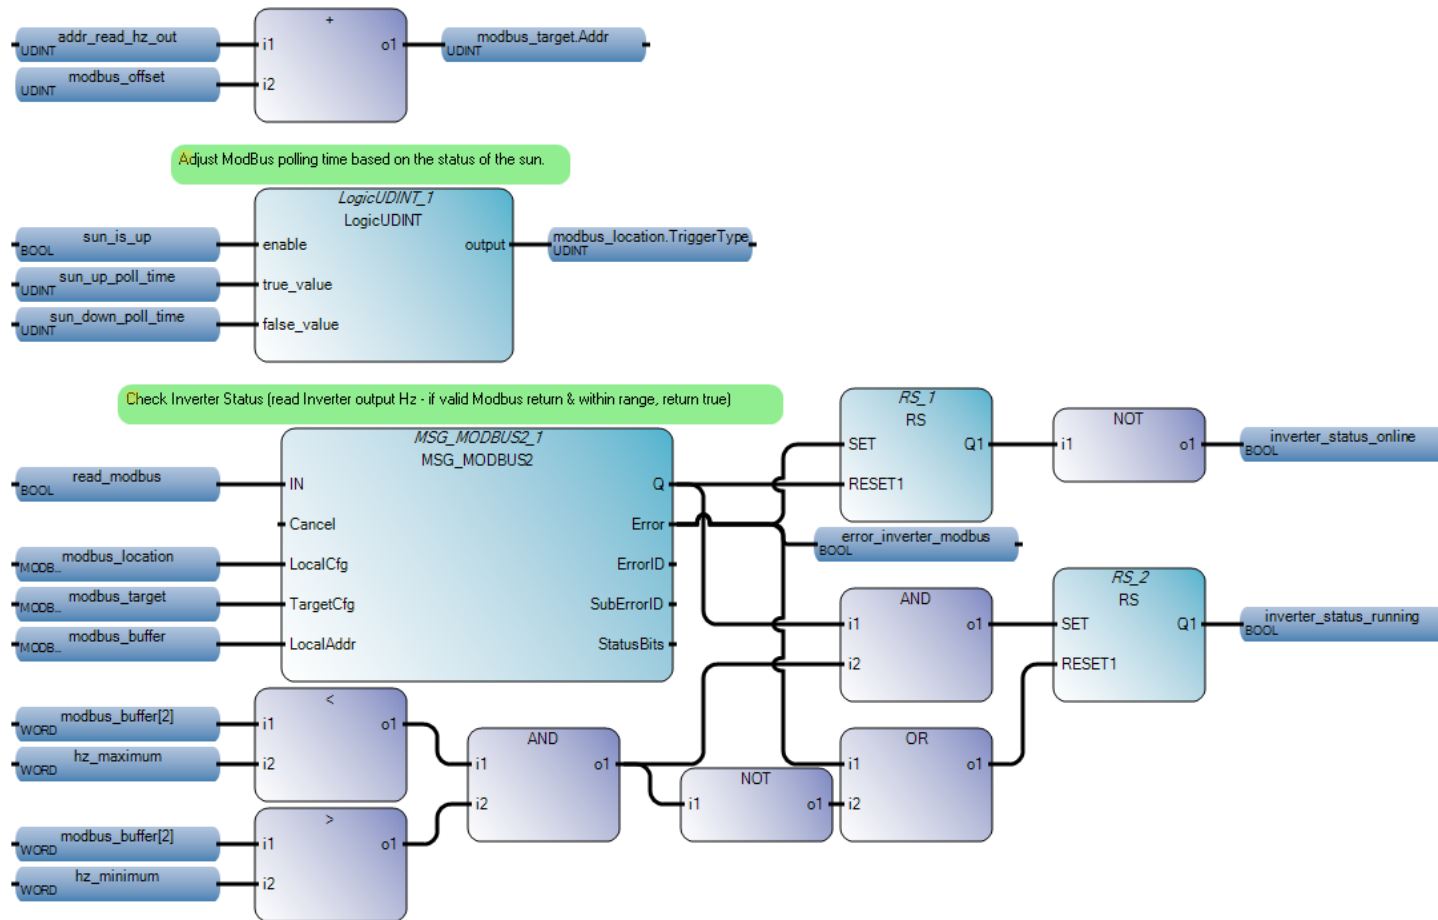 addr_read_hz_out
UDINT
modbus_offset
UDINT
+
i1
i2
o1
modbus_target.Addr
UDINT
Adjust ModBus polling time based on the status of the sun.
LogicUDINT_1
LogicUDINT
sun_is_up
BOOL
sun_up_poll_time
UDINT
sun_down_poll_time
UDINT
enable
true_value
false_value
output
modbus_location.TriggerType
UDINT
Check Inverter Status (read Inverter output Hz - if valid Modbus return & within range, return true)
MSG_MODBUS2_1
MSG_MODBUS2
read_modbus
BOOL
modbus_location
MODB...
modbus_target
MODB...
modbus_buffer
MODB...
IN
Cancel
LocalCfg
TargetCfg
LocalAddr
Q
Error
ErrorID
SubErrorID
StatusBits
RS_1
RS
SET
RESET1
Q1
NOT
i1
o1
inverter_status_online
BOOL
error_inverter_modbus
BOOL
AND
i1
i2
o1
RS_2
RS
SET
RESET1
Q1
inverter_status_running
BOOL
modbus_buffer[2]
WORD
hz_maximum
WORD
<
i1
i2
o1
modbus_buffer[2]
WORD
hz_minimum
WORD
>
i1
i2
o1
AND
i1
i2
o1
NOT
i1
o1
OR
i1
i2
o1